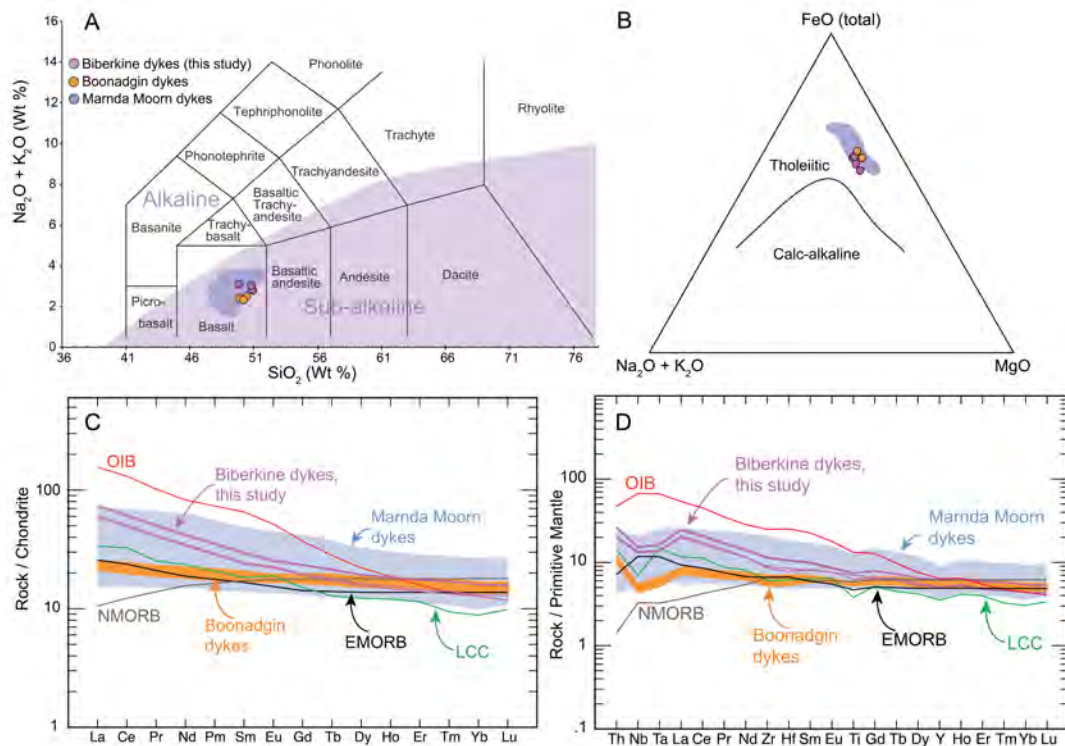 A
16
14
12
10
8
6
4
2
0
Na2O + K2O (Wt %)
Biberkine dykes (this study)
Boonadgin dykes
Marnda Moorn dykes
Phonolite
Tephriphonolite
Trachyte
Rhyolite
Phonotephrite
Trachyandesite
Alkaline
Basaltic
Trachy-
andesite
Basanite
Trachy-
basalt
Basaltic
andesite
Andesite
Dacite
Sub-alkaline
Picro-
basalt
Basalt
36 41 46 51 56 61 66 71 76
SiO2 (Wt %)
B
FeO (total)
Tholeiitic
Calc-alkaline
Na2O + K2O
MgO
C
Rock / Chondrite
100
10
1
OIB
Biberkine dykes,
this study
Marnda Moorn
dykes
NMORB
Boonadgin
dykes
EMORB
LCC
La Ce Pr Nd Pm Sm Eu Gd Tb Dy Ho Er Tm Yb Lu
D
Rock / Primitive Mantle
100
10
1
.1
OIB
Biberkine dykes,
this study
Marnda Moorn
dykes
Boonadgin
dykes
EMORB
LCC
Th Nb Ta La Ce Pr Nd Zr Hf Sm Eu Ti Gd Tb Dy Y Ho Er Tm Yb Lu